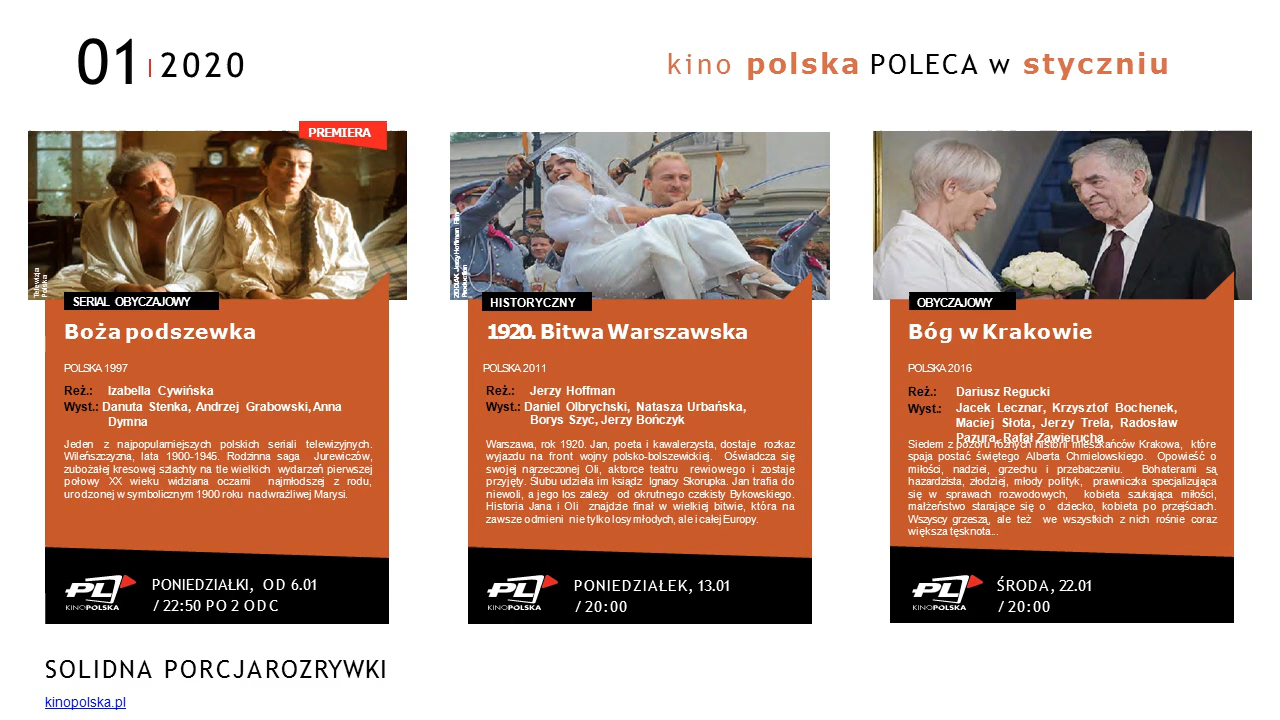 01 | 2020
kino polska POLECA w styczniu
PREMIERA
Telewizja
Polska
SERIAL OBYCZAJOWY
Boża podszewka
POLSKA 1997
Reż.: Izabella Cywińska
Wyst.: Danuta Stenka, Andrzej Grabowski, Anna
Dymna
Jeden z najpopularniejszych polskich seriali telewizyjnych.
Wileńszczyzna, lata 1900-1945. Rodzinna saga Jurewiczów,
zubożałej kresowej szlachty na tle wielkich wydarzeń pierwszej
połowy XX wieku widziana oczami najmłodszej z rodu,
urodzonej w symbolicznym 1900 roku nadwrażliwej Marysi.
PL
KINOPOLSKA
PONIEDZIAŁKI, OD 6.01
/ 22:50 PO 2 ODC
ZODIAK Jerzy Hoffman Film
Production
HISTORYCZNY
1920. Bitwa Warszawska
POLSKA 2011
Reż.: Jerzy Hoffman
Wyst.: Daniel Olbrychski, Natasza Urbańska,
Borys Szyc, Jerzy Bończyk
Warszawa, rok 1920. Jan, poeta i kawalerzysta, dostaje rozkaz
wyjazdu na front wojny polsko-bolszewickiej. Oświadcza się
swojej narzeczonej Oli, aktorce teatru rewiowego i zostaje
przyjęty. Ślubu udziela im ksiądz Ignacy Skorupka. Jan trafia do
niewoli, a jego los zależy od okrutnego czekisty Bykowskiego.
Historia Jana i Oli znajdzie finał w wielkiej bitwie, która na
zawsze odmieni nie tylko losy młodych, ale i całej Europy.
PL
KINOPOLSKA
PONIEDZIAŁEK, 13.01
/ 20:00
OBYCZAJOWY
Bóg w Krakowie
POLSKA 2016
Reż.: Dariusz Regucki
Wyst.: Jacek Lecznar, Krzysztof Bochenek,
Maciej Słota, Jerzy Trela, Radosław
Pazura, Rafał Zawierucha
Siedem z pozoru różnych historii mieszkańców Krakowa, które
spaja postać świętego Alberta Chmielowskiego. Opowieść o
miłości, nadziei, grzechu i przebaczeniu. Bohaterami są
hazardzista, złodziej, młody polityk, prawniczka specjalizująca
się w sprawach rozwodowych, kobieta szukająca miłości,
małżeństwo starające się o dziecko, kobieta po przejściach.
Wszyscy grzeszą, ale też we wszystkich z nich rośnie coraz
większa tęsknota...
PL
KINOPOLSKA
ŚRODA, 22.01
/ 20:00
SOLIDNA PORCJAROZRYWKI
kinopolska.pl